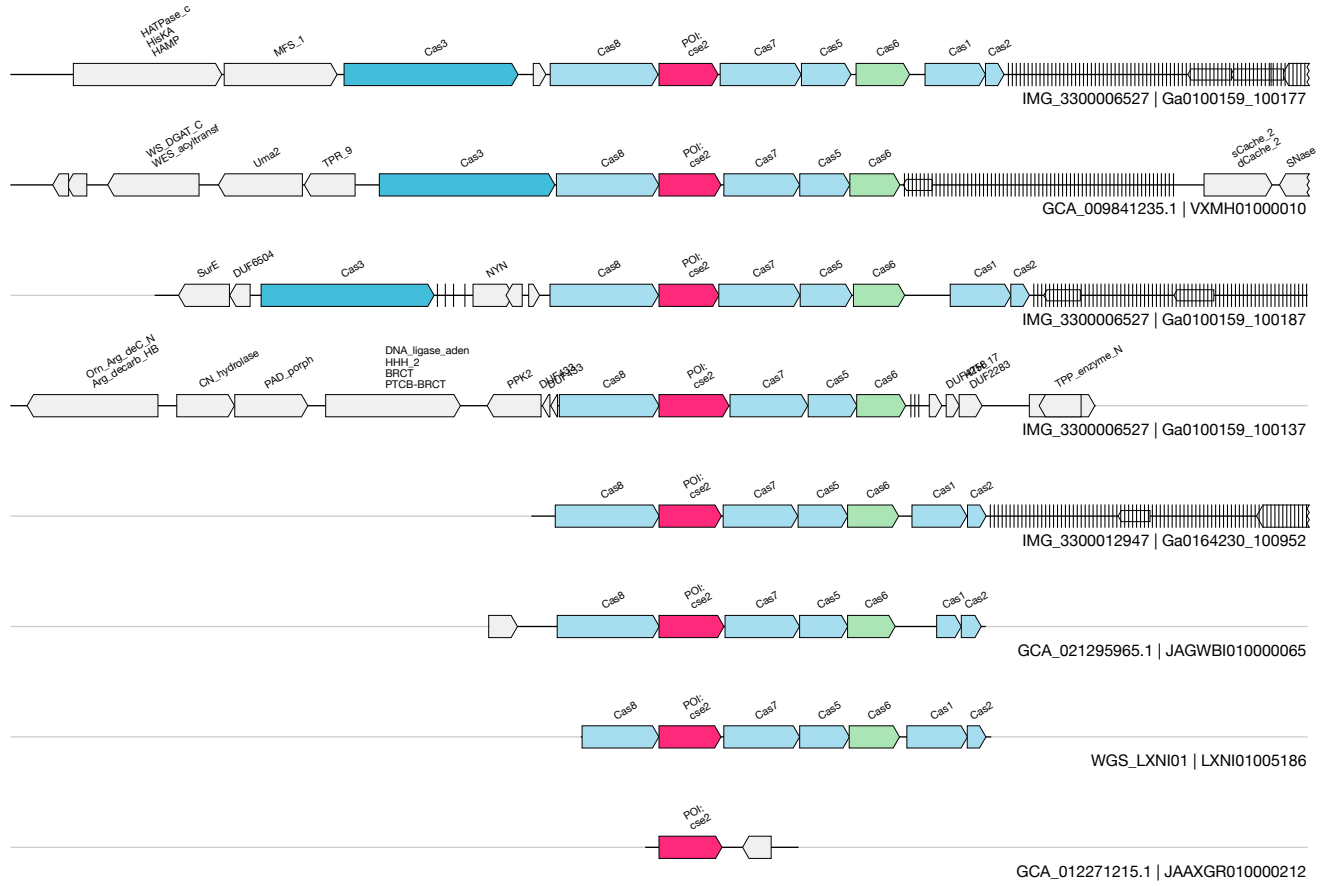 HATPase_c
HisKA
HAMP
MFS_1
Cas3
Cas8
POI:
cse2
Cas7
Cas5
Cas6
Cas1
Cas2
IMG_3300006527 | Ga0100159_100177
WS_DGAT_C
WES_acyltransf
Uma2
TPR_9
Cas3
Cas8
POI:
cse2
Cas7
Cas5
Cas6
sCache_2
dCache_2
SNase
GCA_009841235.1 | VXMH01000010
SurE
DUF6504
Cas3
NYN
Cas8
POI:
cse2
Cas7
Cas5
Cas6
Cas1
Cas2
IMG_3300006527 | Ga0100159_100187
Orn_Arg_deC_N
Arg_decarb_HB
CN_hydrolase
PAD_porph
DNA_ligase_aden
HHH_2
BRCT
PTCB-BRCT
PPK2
DUF433
Cas8
POI:
cse2
Cas7
Cas5
Cas6
DUF2283
TPP_enzyme_N
IMG_3300006527 | Ga0100159_100137
Cas8
POI:
cse2
Cas7
Cas5
Cas6
Cas1
Cas2
IMG_3300012947 | Ga0164230_100952
Cas8
POI:
cse2
Cas7
Cas5
Cas6
Cas1
Cas2
GCA_021295965.1 | JAGWBI010000065
Cas8
POI:
cse2
Cas7
Cas5
Cas6
Cas1
Cas2
WGS_LXNI01 | LXNI01005186
POI:
cse2
GCA_012271215.1 | JAAXGR010000212